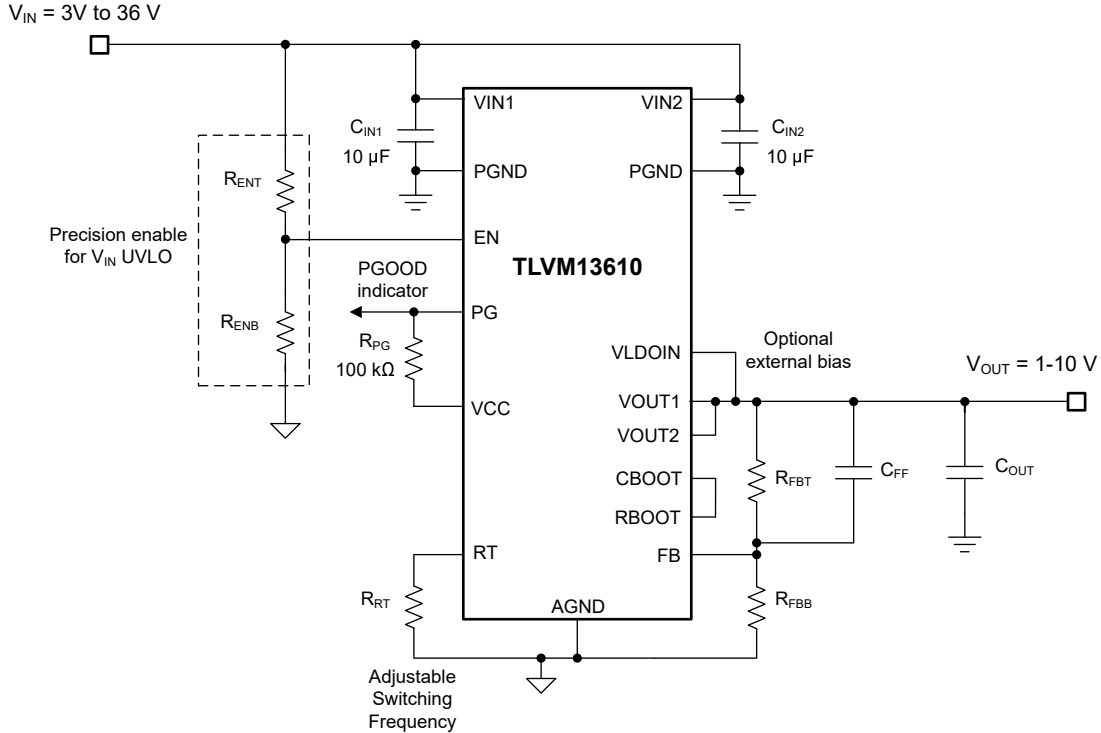 V_IN = 3V to 36 V
VIN1
VIN2
C_IN1
10 µF
C_IN2
10 µF
PGND
PGND
R_ENT
Precision enable
for V_IN UVLO
EN
TLVM13610
PGOOD
indicator
PG
R_ENB
R_PG
100 kΩ
VCC
Optional
external bias
VLDOIN
V_OUT = 1-10 V
VOUT1
VOUT2
CBOOT
RBOOT
R_FBT
C_FF
C_OUT
RT
FB
R_RT
AGND
R_FBB
Adjustable
Switching
Frequency